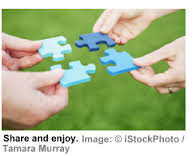 Share and enjoy. Image: © iStockPhoto /
Tamara Murray